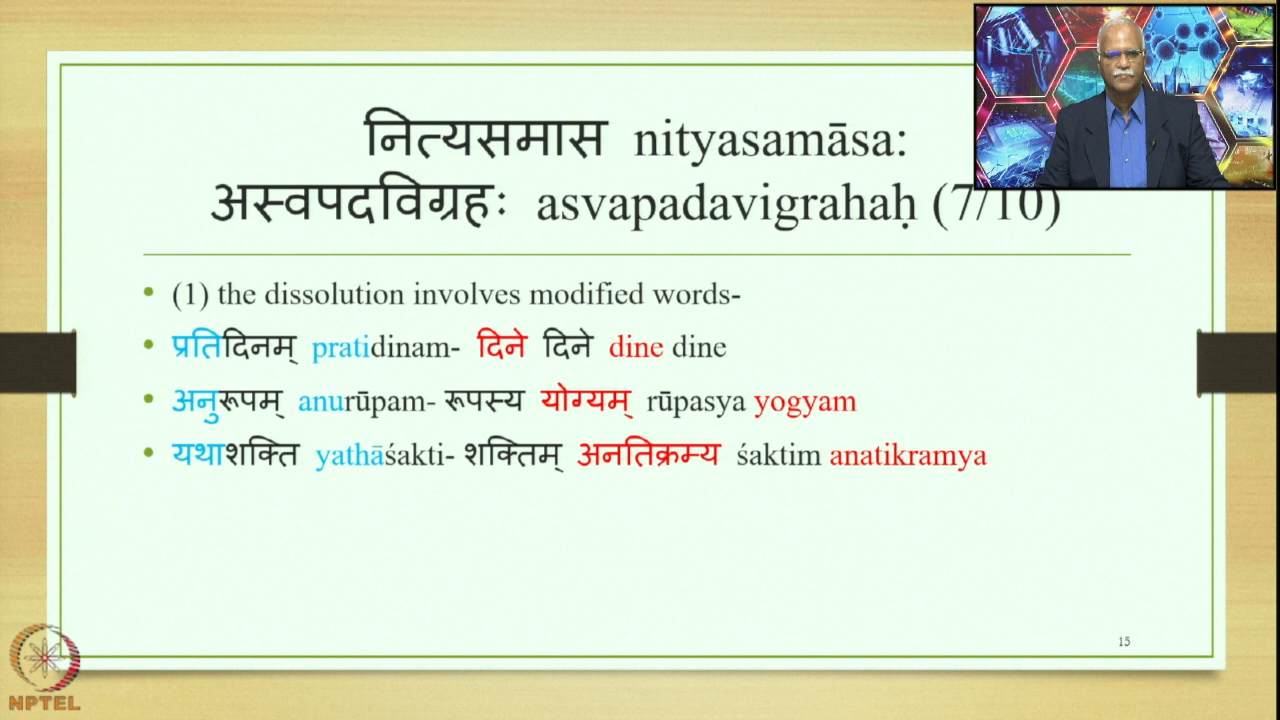 नित्यसमास nityasamāsa:
अस्वपदविग्रहः asvapadavigrahaḥ (7/10)
• (1) the dissolution involves modified words-
• प्रतिदिनम् pratidinam- दिने दिने dine dine
• अनुरूपम् anurūpam- रूपस्य योग्यम् rūpasya yogyam
• यथाशक्ति yathāśakti- शक्तिम् अनतिक्रम्य śaktim anatikramya
15
NPTEL